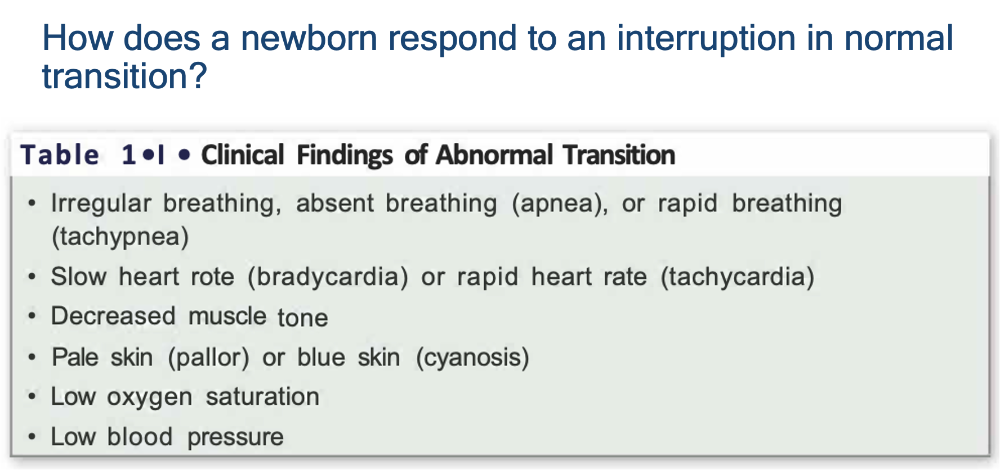 How does a newborn respond to an interruption in normal
transition?
Table 1•I • Clinical Findings of Abnormal Transition
• Irregular breathing, absent breathing (apnea), or rapid breathing
(tachypnea)
• Slow heart rote (bradycardia) or rapid heart rate (tachycardia)
• Decreased muscle tone
• Pale skin (pallor) or blue skin (cyanosis)
• Low oxygen saturation
• Low blood pressure